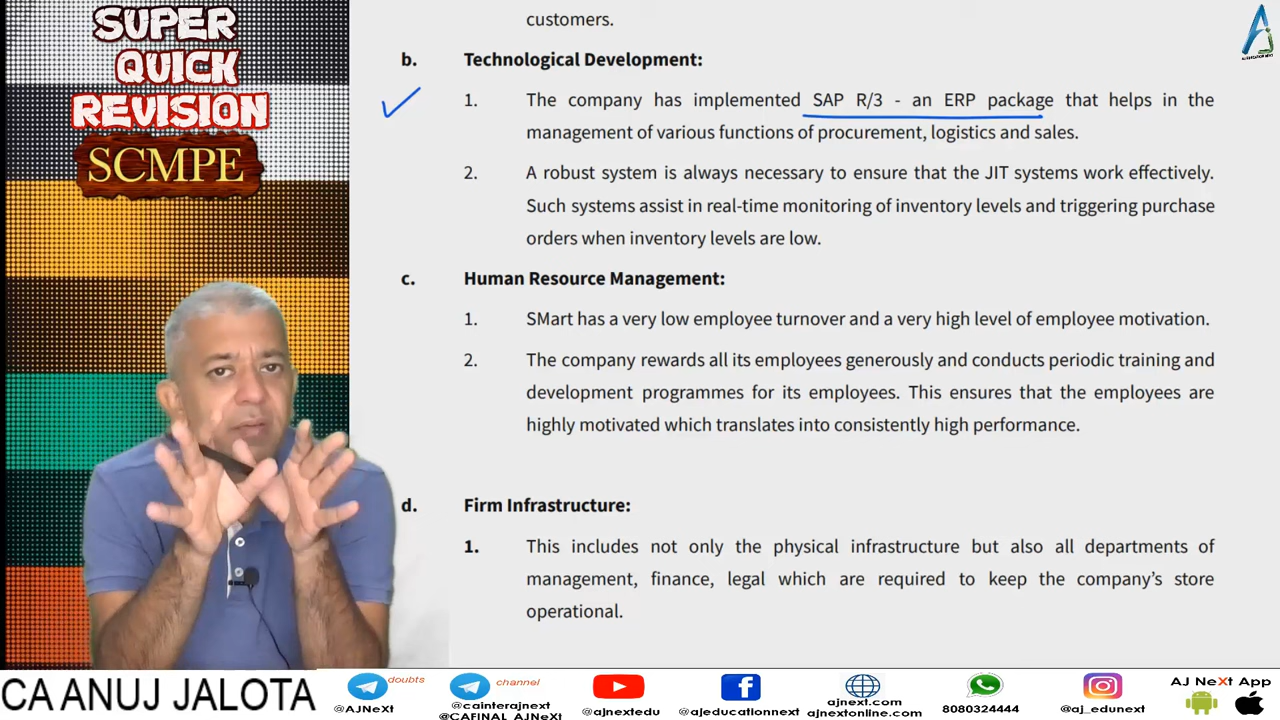 SUPER
QUICK
REVISION
SCMPE
customers.
b. Technological Development:
1. The company has implemented SAP R/3 - an ERP package that helps in the
management of various functions of procurement, logistics and sales.
2. A robust system is always necessary to ensure that the JIT systems work effectively.
Such systems assist in real-time monitoring of inventory levels and triggering purchase
orders when inventory levels are low.
c. Human Resource Management:
1. SMart has a very low employee turnover and a very high level of employee motivation.
2. The company rewards all its employees generously and conducts periodic training and
development programmes for its employees. This ensures that the employees are
highly motivated which translates into consistently high performance.
d. Firm Infrastructure:
1. This includes not only the physical infrastructure but also all departments of
management, finance, legal which are required to keep the company's store
operational.
CA ANUJ JALOTA
doubts
@AJNeXt
channel
@cainterajnext
@CAFINAL_AJNeXt
@ajnextedu
@ajeducationnext
ajnext.com
ajnextonline.com
8080324444
@aj_edunext
AJ NeXt App